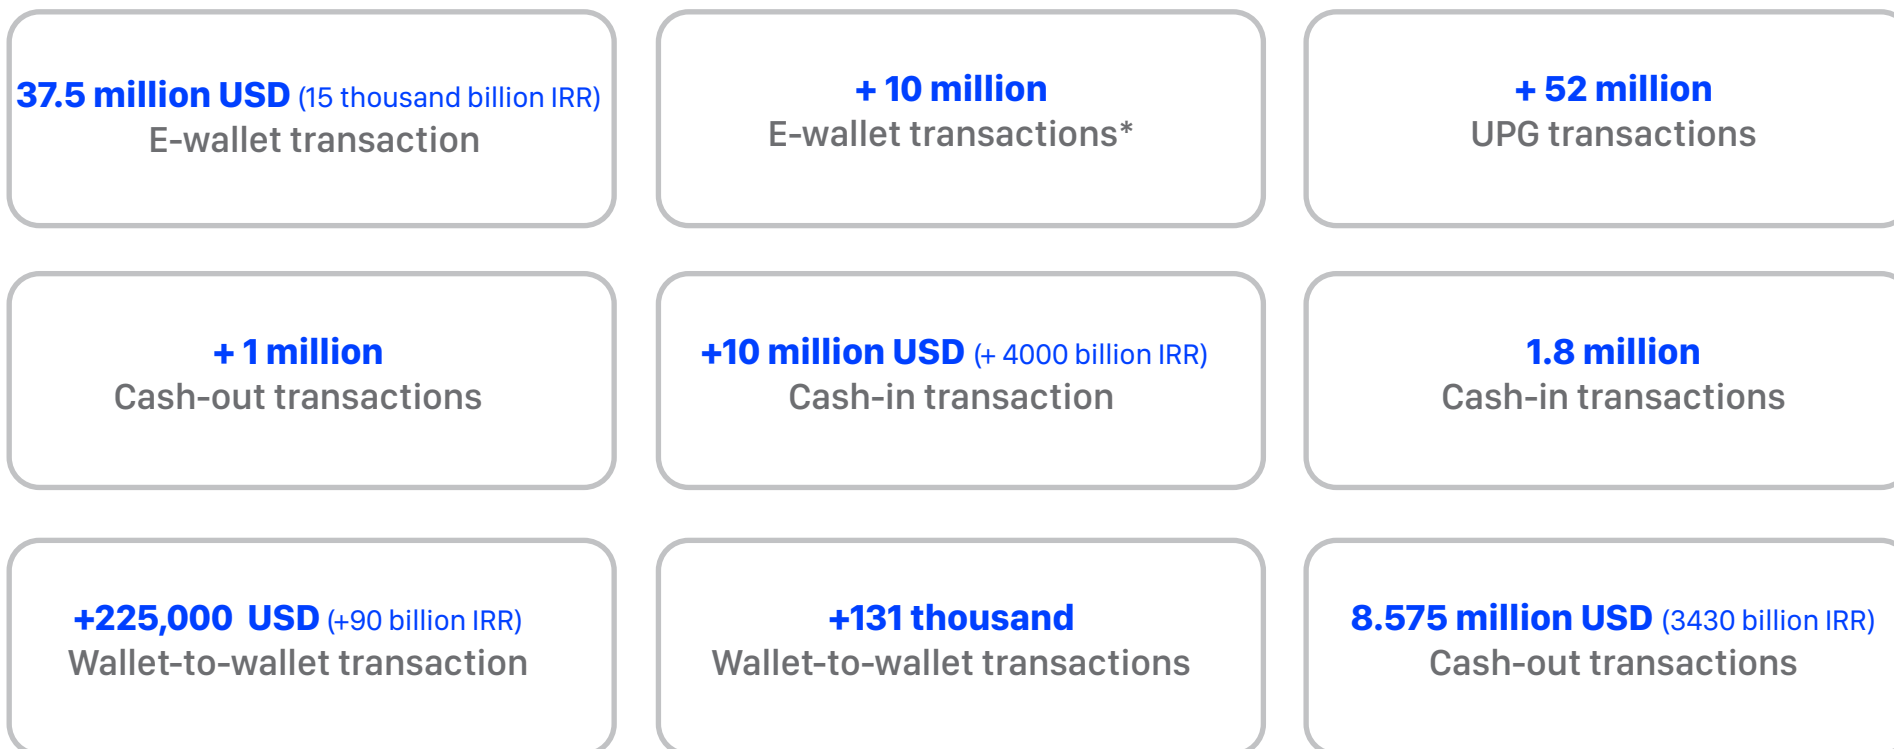 37.5 million USD (15 thousand billion IRR)
E-wallet transaction
+ 10 million
E-wallet transactions*
+ 52 million
UPG transactions
+ 1 million
Cash-out transactions
+10 million USD (+ 4000 billion IRR)
Cash-in transaction
1.8 million
Cash-in transactions
+225,000 USD (+90 billion IRR)
Wallet-to-wallet transaction
+131 thousand
Wallet-to-wallet transactions
8.575 million USD (3430 billion IRR)
Cash-out transactions